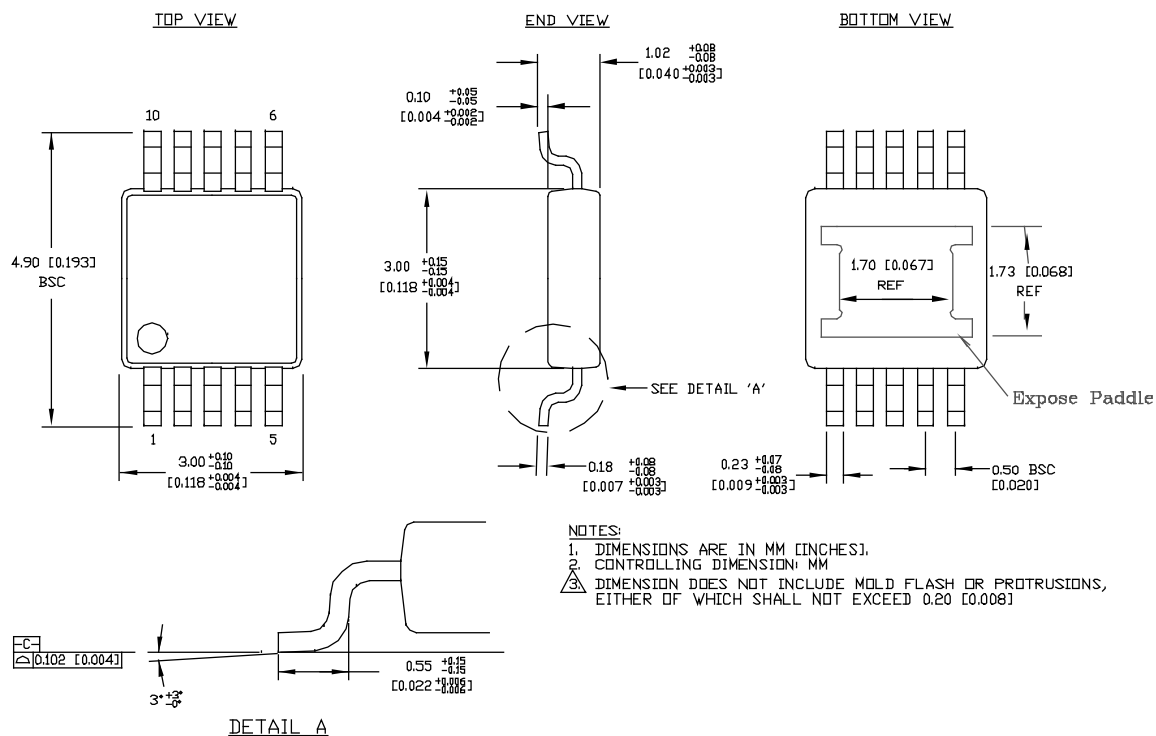 TOP VIEW
END VIEW
BOTTOM VIEW
1.02 +0.08 -0.08
[0.040 +0.003 -0.003]
0.10 +0.05 -0.05
[0.004 +0.002 -0.002]
10 6
4.90 [0.193]
BSC
3.00 +0.15 -0.15
[0.118 +0.004 -0.004]
1.70 [0.067]
REF
1.73 [0.068]
REF
SEE DETAIL 'A'
Expose Paddle
1 5
3.00 +0.10 -0.10
[0.118 +0.004 -0.004]
0.18 +0.08 -0.08
[0.007 +0.003 -0.003]
0.23 +0.07 -0.08
[0.009 +0.003 -0.003]
0.50 BSC
[0.020]
NOTES:
1. DIMENSIONS ARE IN MM [INCHES].
2. CONTROLLING DIMENSION: MM
3. DIMENSION DOES NOT INCLUDE MOLD FLASH OR PROTRUSIONS,
EITHER OF WHICH SHALL NOT EXCEED 0.20 [0.008]
-C-
0.102 [0.004]
3° +3° -0°
0.55 +0.15 -0.15
[0.022 +0.006 -0.006]
DETAIL A